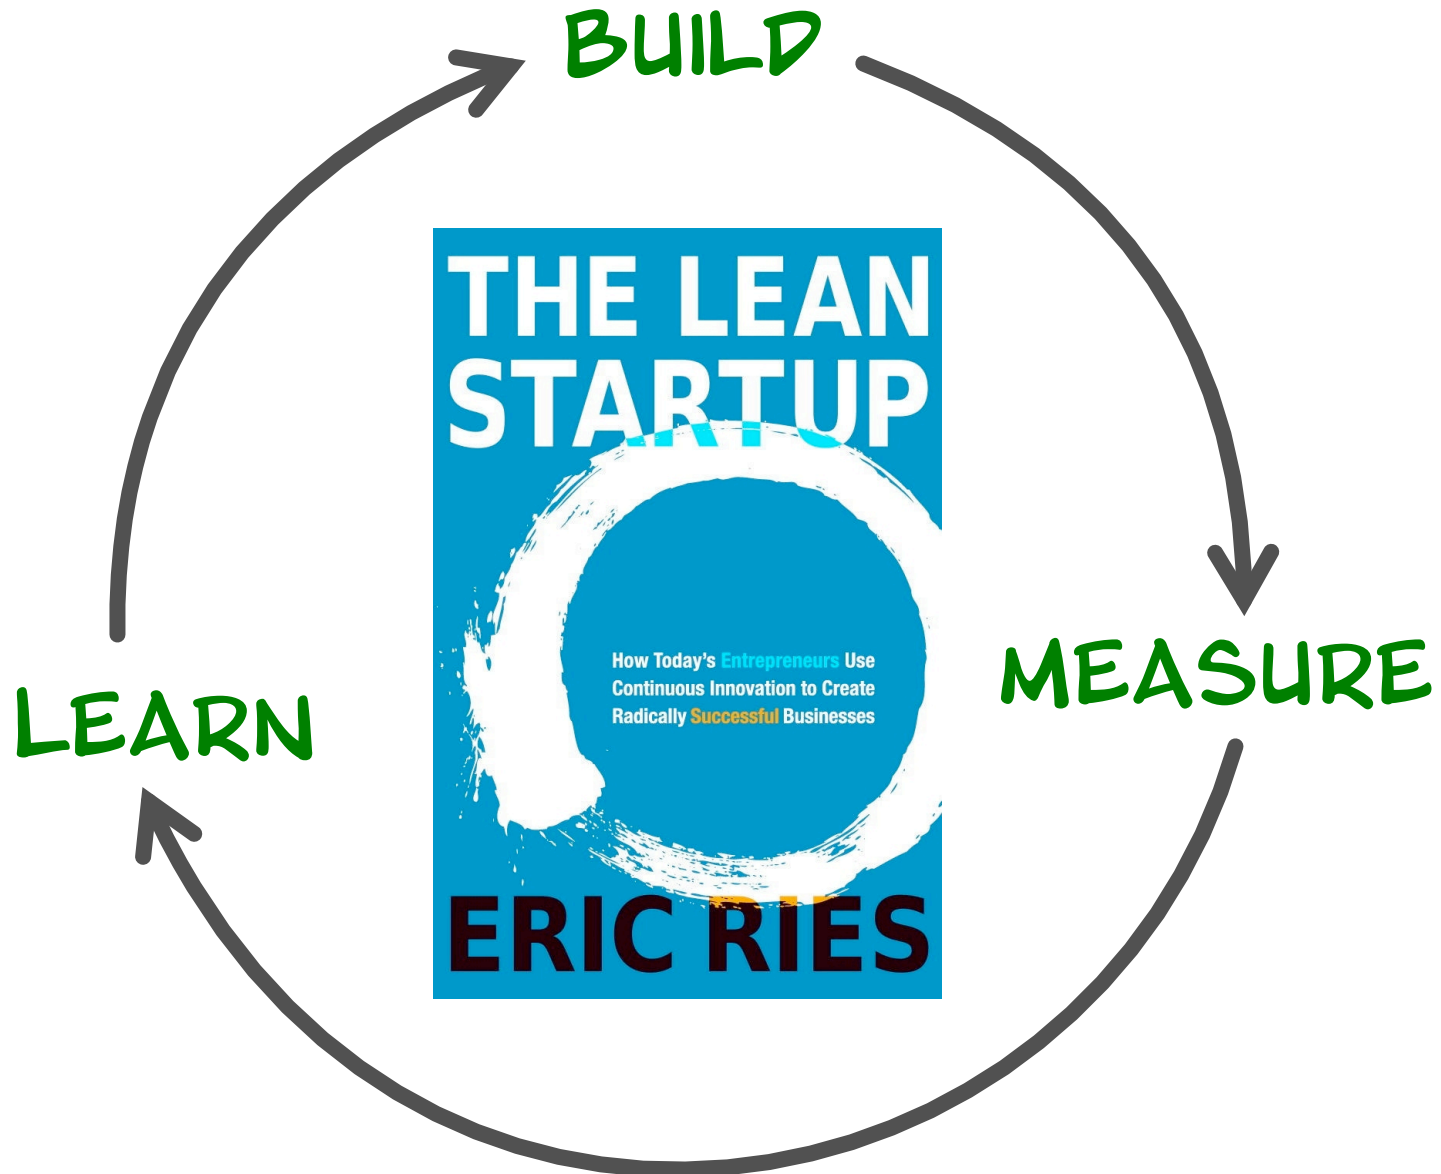 BUILD
THE LEAN
STARTUP
How Today's Entrepreneurs Use
Continuous Innovation to Create
Radically Successful Businesses
MEASURE
LEARN
ERIC RIES